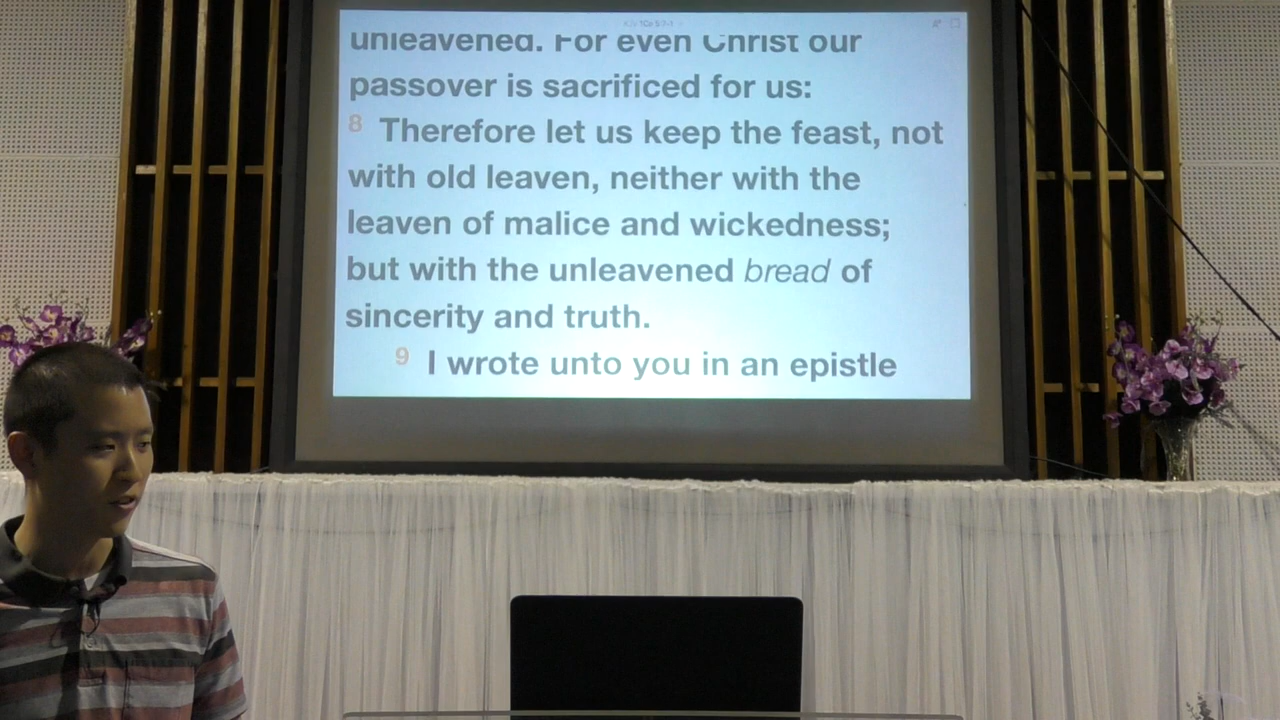 unleavened. For even Christ our
passover is sacrificed for us:
8 Therefore let us keep the feast, not
with old leaven, neither with the
leaven of malice and wickedness;
but with the unleavened bread of
sincerity and truth.
9 I wrote unto you in an epistle